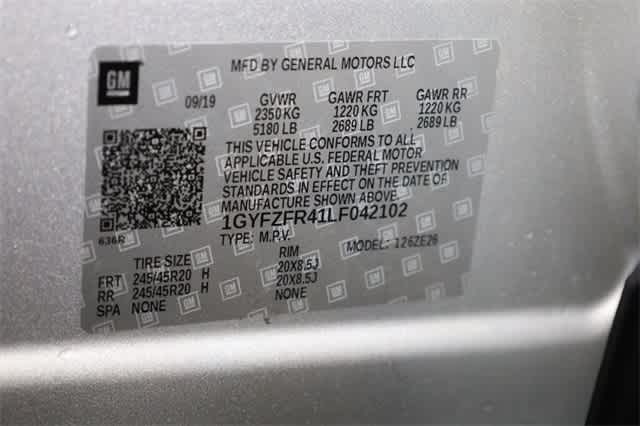 MFD BY GENERAL MOTORS LLC
GM
09/19
GVWR GAWR FRT GAWR RR
2350 KG 1220 KG 1220 KG
5180 LB 2689 LB 2689 LB
THIS VEHICLE CONFORMS TO ALL
APPLICABLE U.S. FEDERAL MOTOR
VEHICLE SAFETY AND THEFT PREVENTION
STANDARDS IN EFFECT ON THE DATE OF
MANUFACTURE SHOWN ABOVE.
1GYFZFR41LF042102
636R
TYPE: M.P.V. MODEL: 126ZE26
TIRE SIZE RIM
FRT 245/45R20 H 20X8.5J
RR 245/45R20 H 20X8.5J
SPA NONE NONE